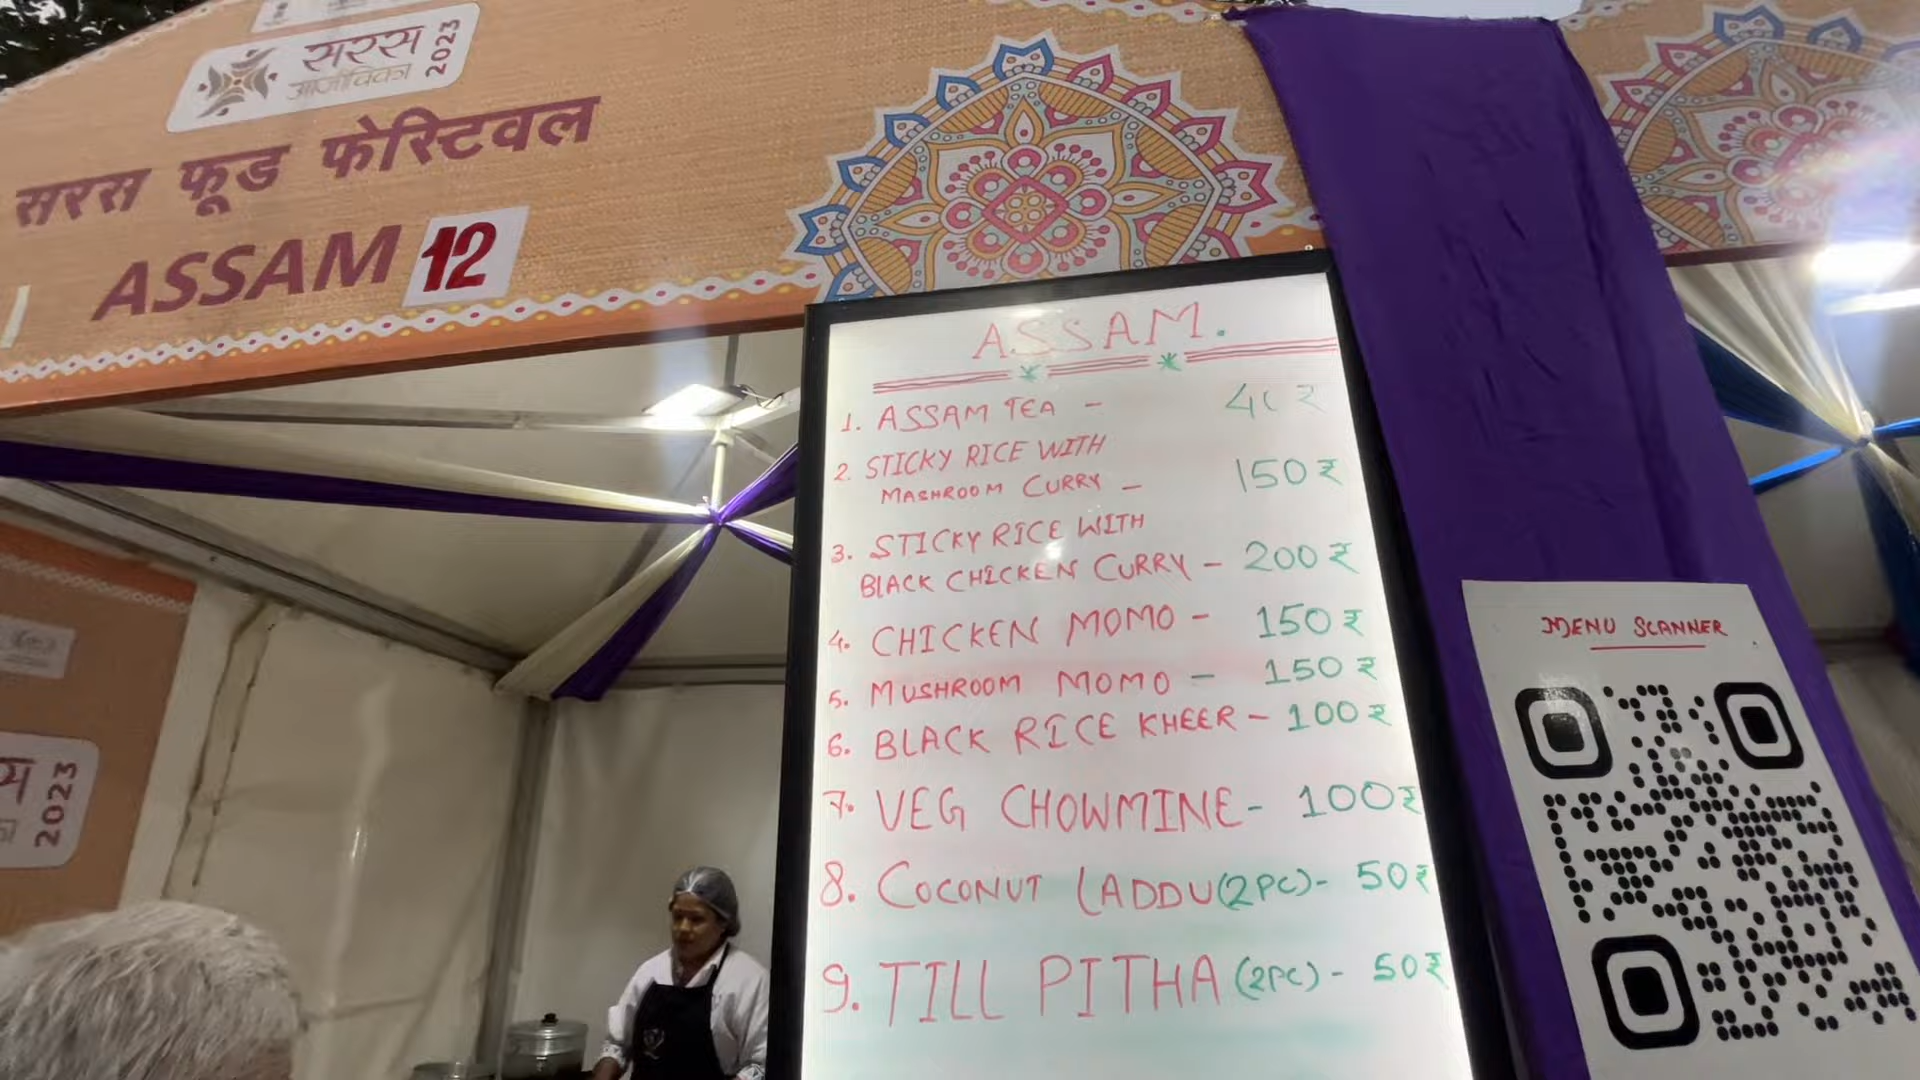 सरस
आजीविका
2023
सरस फूड फेस्टिवल
ASSAM 12
ASSAM.
1. ASSAM TEA -
2. STICKY RICE WITH
MASHROOM CURRY - 150₹
3. STICKY RICE WITH
BLACK CHICKEN CURRY - 200₹
4. CHICKEN MOMO - 150₹
5. MUSHROOM MOMO - 150₹
6. BLACK RICE KHEER - 100₹
7. VEG CHOWMINE - 100₹
8. COCONUT LADDU(2PC)- 50₹
9. TILL PITHA (2PC) - 50₹
MENU SCANNER
2023